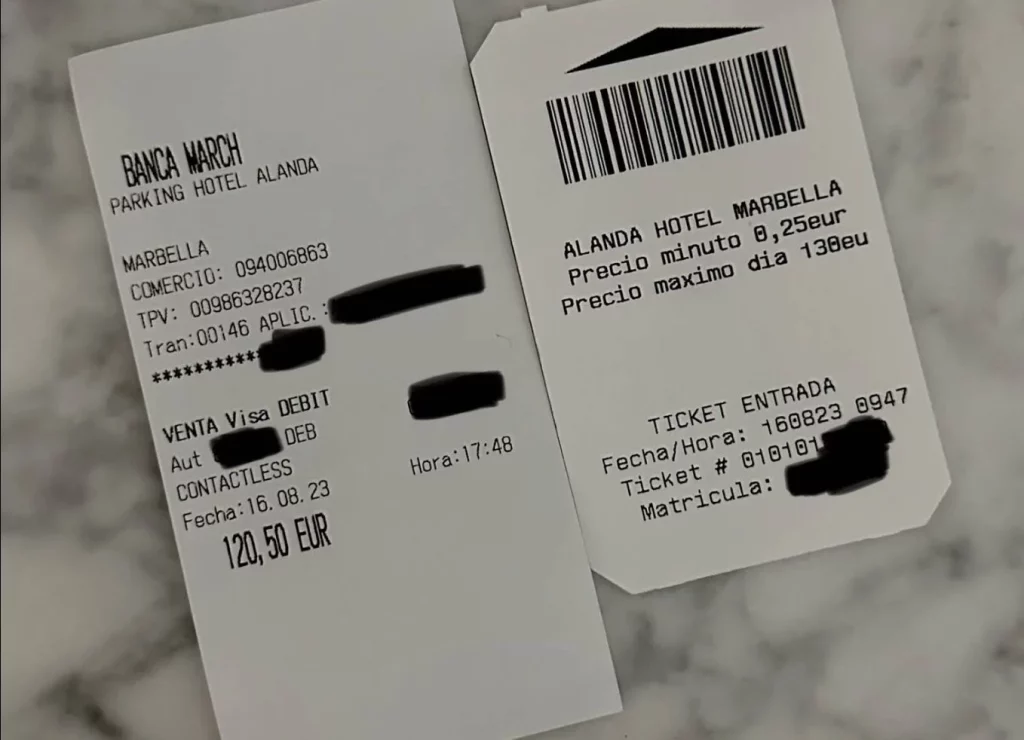 BANCA MARCH
PARKING HOTEL ALANDA
MARBELLA
COMERCIO: 094006863
TPV: 00986328237
Tran:00146 APLIC.:
***********
VENTA Visa DEBIT
Aut DEB
CONTACTLESS
Fecha:16.08.23 Hora:17:48
120,50 EUR
ALANDA HOTEL MARBELLA
Precio minuto 0,25eur
Precio maximo dia 130eu
TICKET ENTRADA
Fecha/Hora: 160823 0947
Ticket # 010101
Matricula: